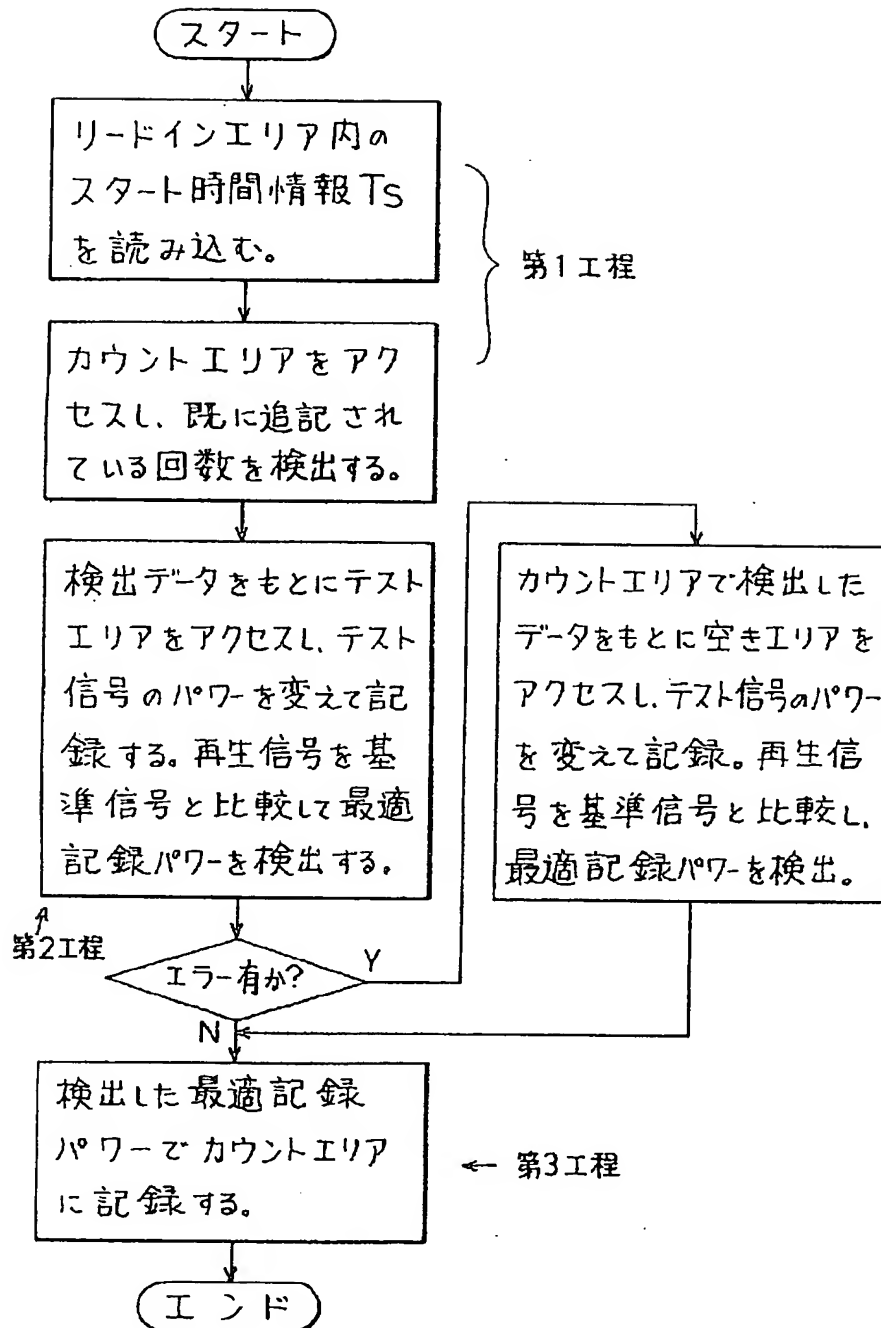 スタート
リードインエリア内の
スタート時間情報TS
を読み込む。
第1工程
カウントエリアをアク
セスし、既に追記され
ている回数を検出する。
検出データをもとにテスト
エリアをアクセスし、テスト
信号のパワーを変えて記
録する。再生信号を基
準信号と比較して最適
記録パワーを検出する。
第2工程
カウントエリアで検出した
データをもとに空きエリアを
アクセスし、テスト信号のパワー
を変えて記録。再生信
号を基準信号と比較し、
最適記録パワーを検出。
エラー有か?
Y
N
検出した最適記録
パワーでカウントエリア
に記録する。
第3工程
エンド